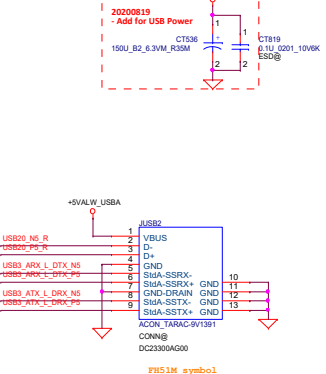 20200819
- Add for USB Power
1
1
CT536
CT819
150U_B2_6.3VM_R35M
+
0.1U_0201_10V6K
ESD@
2
2
+5VALW_USBA
JUSB2
1
VBUS
USB20_N5_R
2
D-
USB20_P5_R
3
D+
4
GND
USB3_ARX_L_DTX_N5
5
StdA-SSRX-
10
USB3_ARX_L_DTX_P5
6
StdA-SSRX+
GND
11
7
GND-DRAIN
GND
12
USB3_ATX_L_DRX_N5
8
StdA-SSTX-
GND
13
USB3_ATX_L_DRX_P5
9
StdA-SSTX+
GND
ACON_TARAC-9V1391
CONN@
DC23300AG00
FH51M symbol